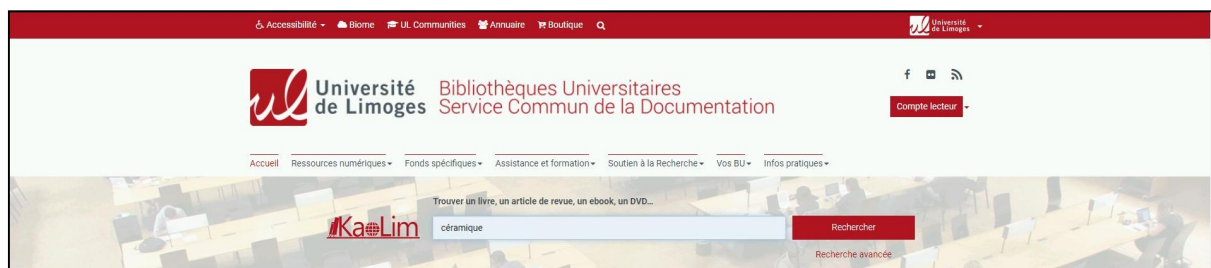 Accessibilité Biome UL Communities Annuaire Boutique Université de Limoges
Université de Limoges
Bibliothèques Universitaires
Service Commun de la Documentation
Compte lecteur
Accueil Ressources numériques Fonds spécifiques Assistance et formation Soutien à la Recherche Vos BU Infos pratiques
Trouver un livre, un article de revue, un ebook, un DVD...
KaoLim céramique Rechercher
Recherche avancée